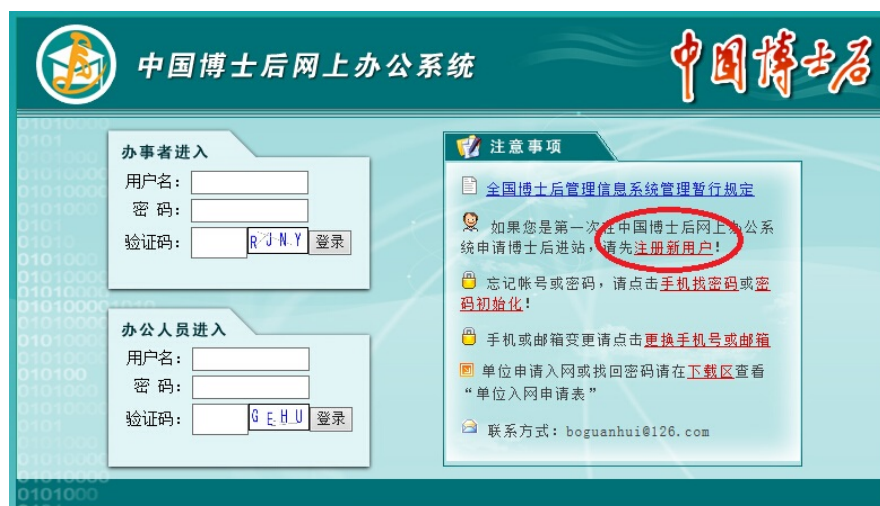 中国博士后网上办公系统
中国博士后
办事者进入
用户名：
密 码：
验证码：
RJNY
登录
办公人员进入
用户名：
密 码：
验证码：
GEHU
登录
注意事项
全国博士后管理信息系统管理暂行规定
如果您是第一次在中国博士后网上办公系
统申请博士后进站，请先注册新用户！
忘记帐号或密码，请点击手机找密码或密
码初始化！
手机或邮箱变更请点击更换手机号或邮箱
单位申请入网或找回密码请在下载区查看
“单位入网申请表”
联系方式：boguanhui@126.com